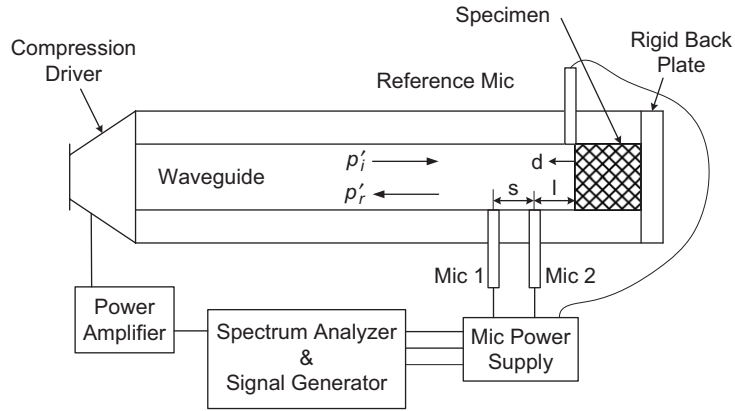 Specimen
Compression
Driver
Rigid Back
Plate
Reference Mic
p′i
d
Waveguide
p′r
s
l
Mic 1
Mic 2
Power
Amplifier
Spectrum Analyzer
&
Signal Generator
Mic Power
Supply